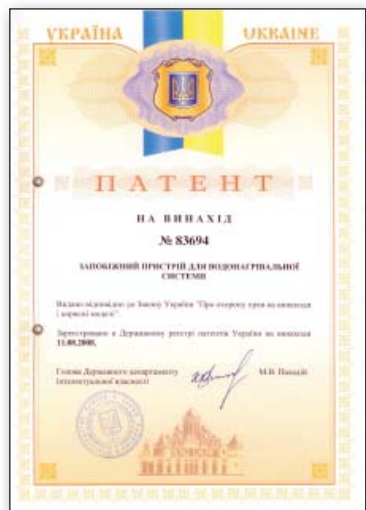 УКРАЇНА UKRAINE
ПАТЕНТ
НА ВИНАХІД
№ 83694
ЗАПОБІЖНИЙ ПРИСТРІЙ ДЛЯ ВОДОНАГРІВАЛЬНОЇ
СИСТЕМИ
Видано відповідно до Закону України "Про охорону прав на винаходи
і корисні моделі".
Зареєстровано в Державному реєстрі патентів України на винаходи
11.08.2008.
Голова Державного департаменту
інтелектуальної власності
М.В. Паладій